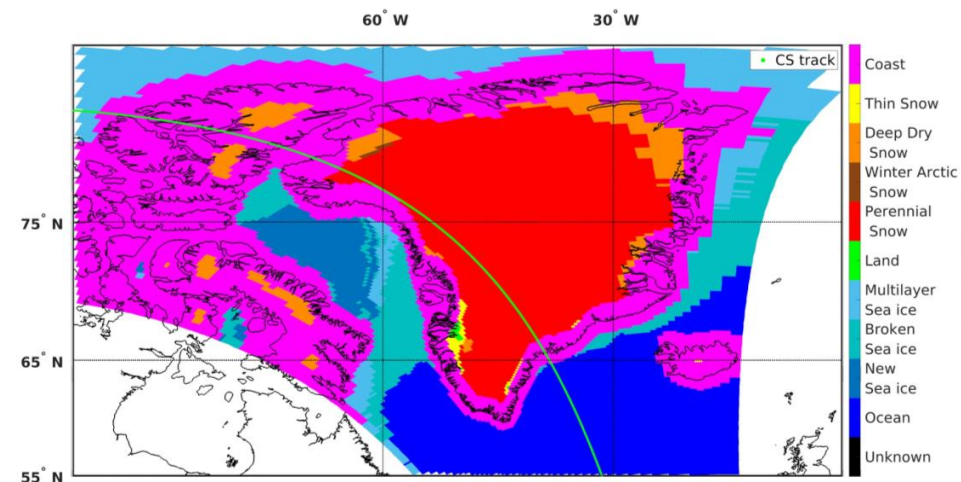 60° W
30° W
CS track
75° N
65° N
55° N
Coast
Thin Snow
Deep Dry
Snow
Winter Arctic
Snow
Perennial
Snow
Land
Multilayer
Sea ice
Broken
Sea ice
New
Sea ice
Ocean
Unknown